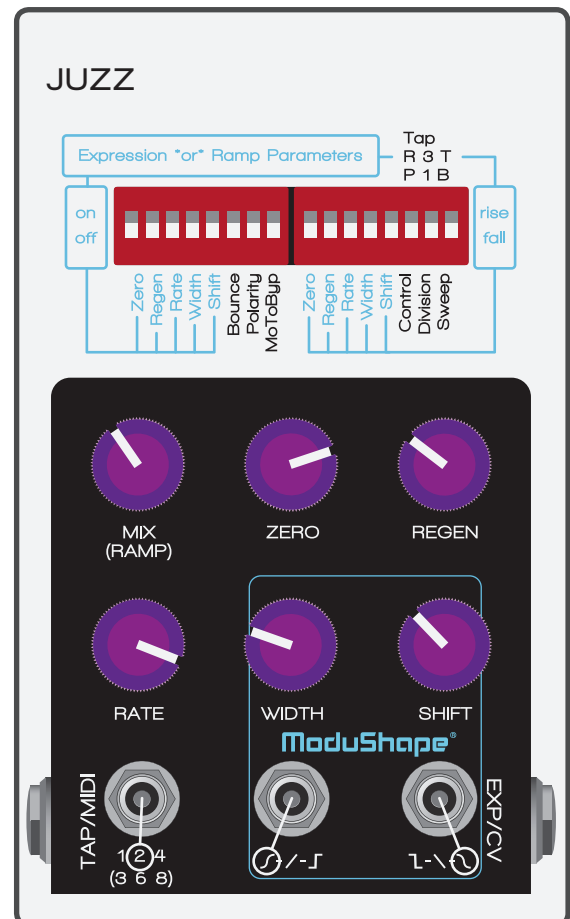 JUZZ
Tap
Expression "or" Ramp Parameters
R 3 T
P 1 B
on
off
rise
fall
Zero
Regen
Rate
Width
Shift
Bounce
Polarity
MoToByp
Zero
Regen
Rate
Width
Shift
Control
Division
Sweep
MIX
(RAMP)
ZERO
REGEN
RATE
WIDTH
SHIFT
ModuShape®
TAP/MIDI
EXP/CV
1 2 4
(3 6 8)